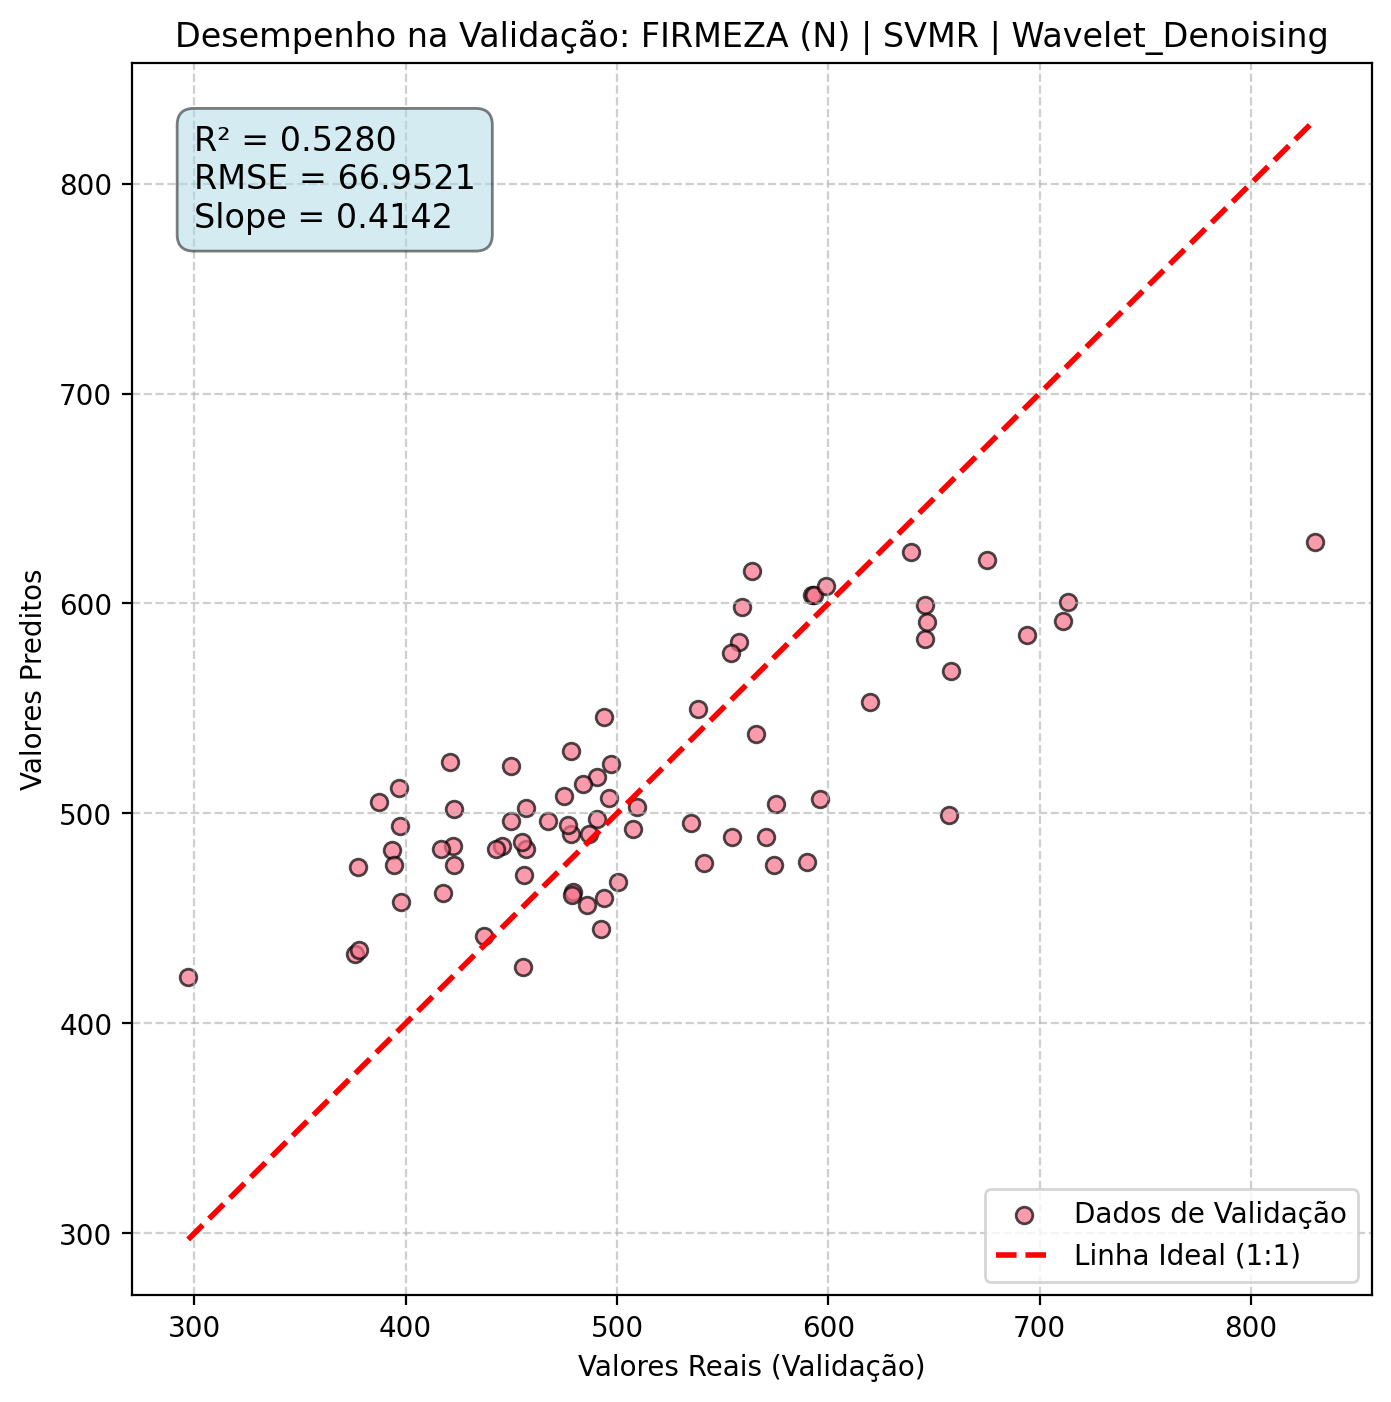 Desempenho na Validação: FIRMEZA (N) | SVMR | Wavelet_Denoising
R² = 0.5280
RMSE = 66.9521
Slope = 0.4142
800
700
600
500
400
300
Valores Preditos
Dados de Validação
Linha Ideal (1:1)
300 400 500 600 700 800
Valores Reais (Validação)